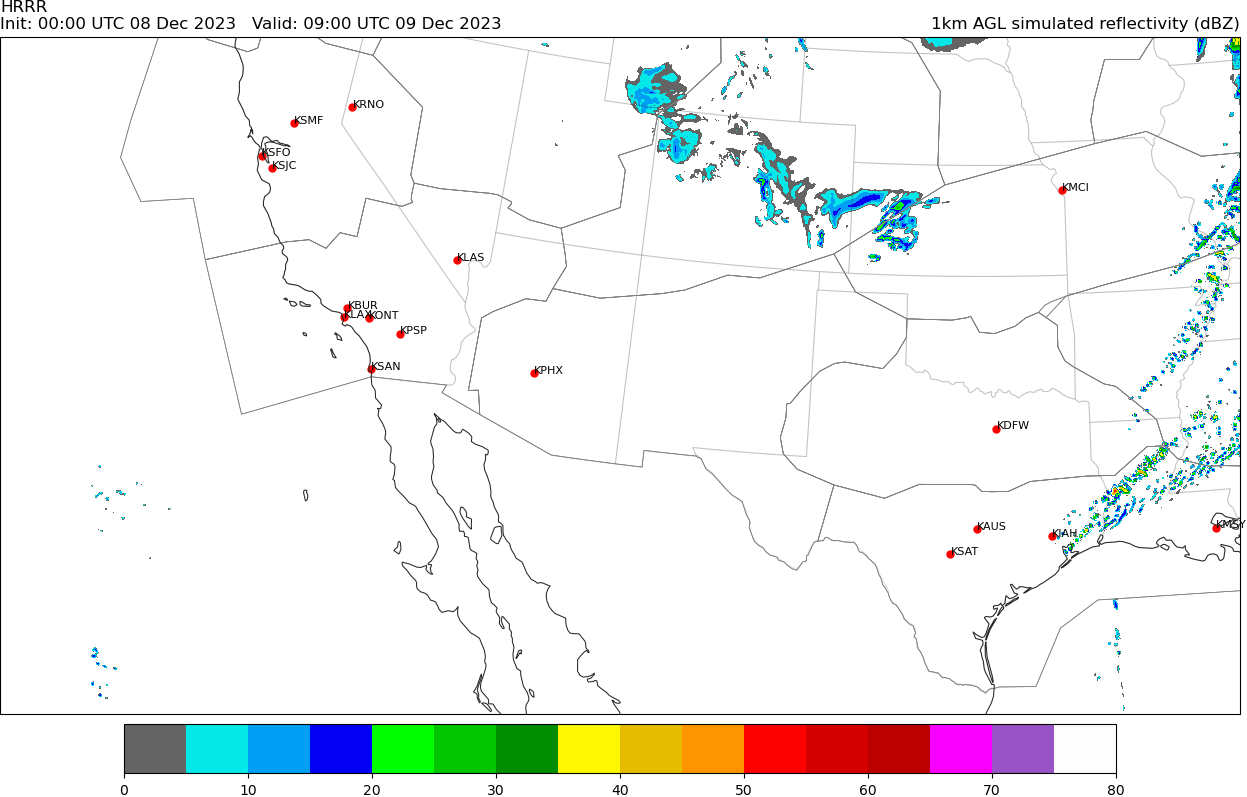 HRRR
Init: 00:00 UTC 08 Dec 2023   Valid: 09:00 UTC 09 Dec 2023
1km AGL simulated reflectivity (dBZ)
KRNO
KSMF
KSFO
KSJC
KMCI
KLAS
KBUR
KLAX
KONT
KPSP
KSAN
KPHX
KDFW
KAUS
KIAH
KMSY
KSAT
0 10 20 30 40 50 60 70 80